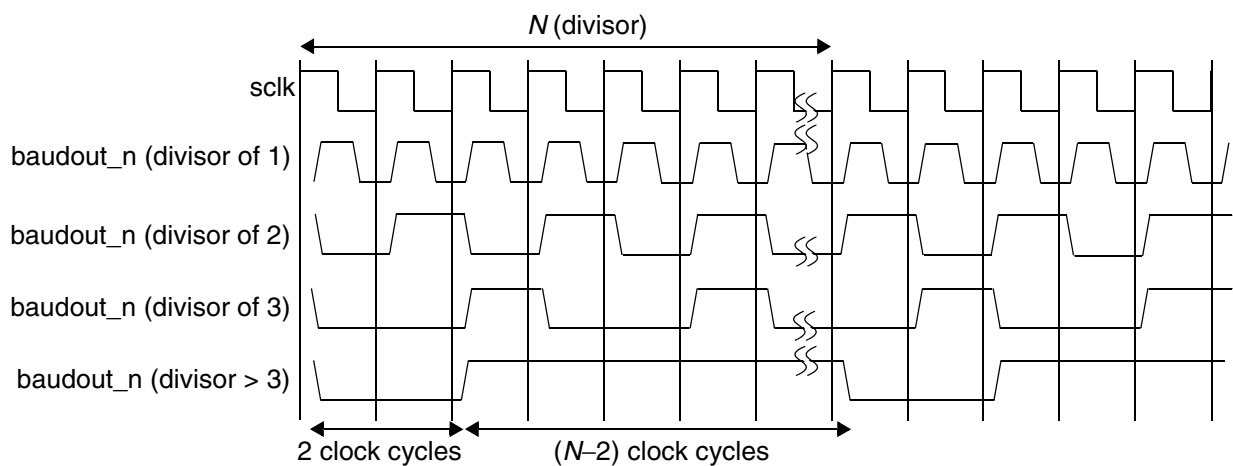 N (divisor)
sclk
baudout_n (divisor of 1)
baudout_n (divisor of 2)
baudout_n (divisor of 3)
baudout_n (divisor > 3)
2 clock cycles
(N–2) clock cycles